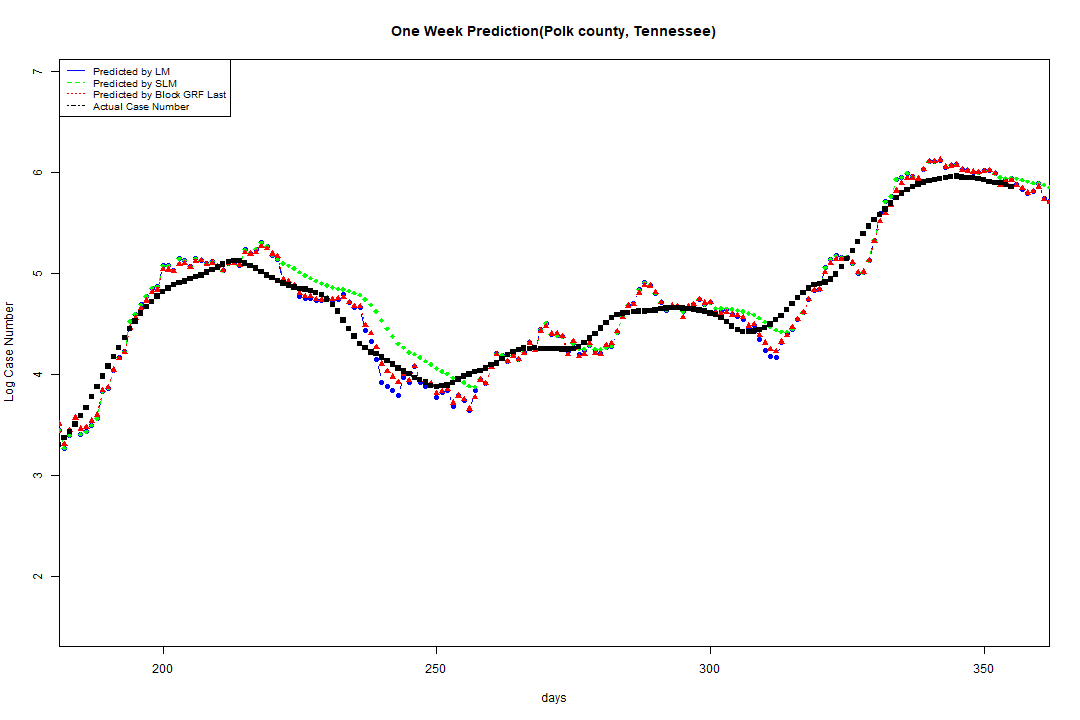 One Week Prediction(Polk county, Tennessee)
Predicted by LM
Predicted by SLM
Predicted by Block GRF Last
Actual Case Number
7
6
5
4
3
2
Log Case Number
200
250
300
350
days